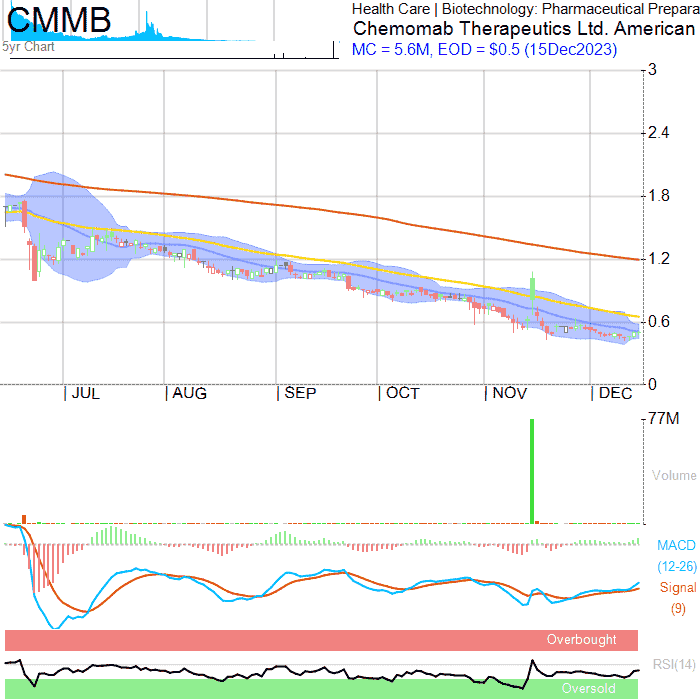 CMMB
Health Care | Biotechnology: Pharmaceutical Prepara
Chemomab Therapeutics Ltd. American
5yr Chart
MC = 5.6M, EOD = $0.5 (15Dec2023)
3
2.4
1.8
1.2
0.6
0
| JUL | AUG | SEP | OCT | NOV | DEC
77M
Volume
MACD
(12-26)
Signal
(9)
Overbought
RSI(14)
Oversold